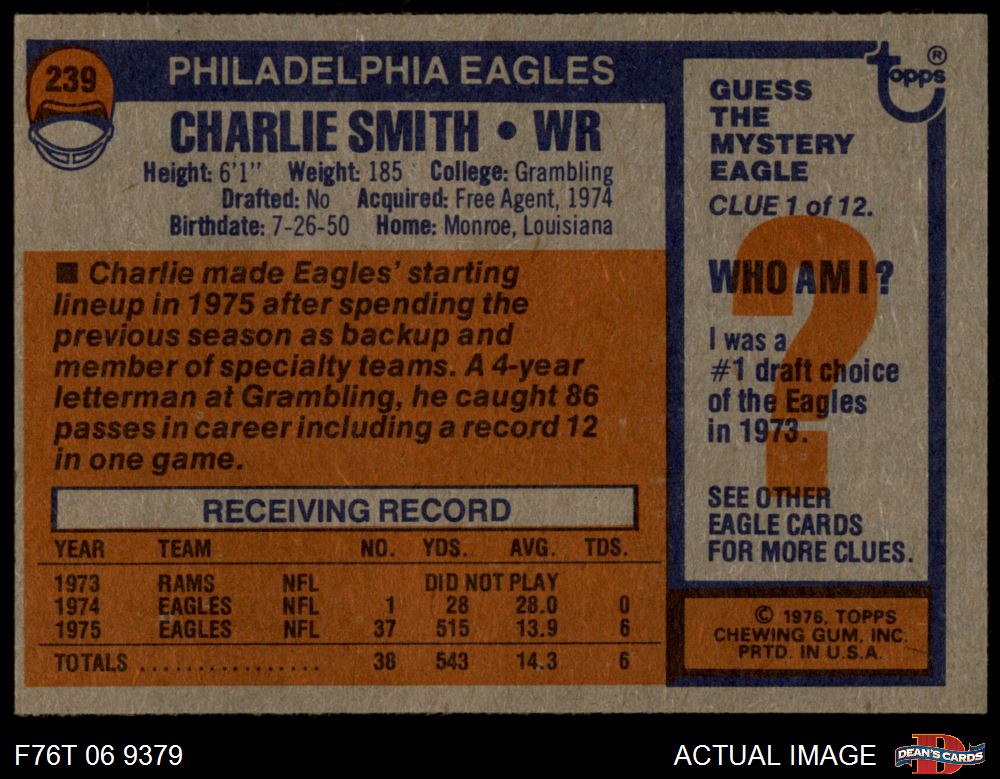 239
PHILADELPHIA EAGLES
CHARLIE SMITH • WR
Height: 6'1" Weight: 185 College: Grambling
Drafted: No Acquired: Free Agent, 1974
Birthdate: 7-26-50 Home: Monroe, Louisiana
■ Charlie made Eagles' starting
lineup in 1975 after spending the
previous season as backup and
member of specialty teams. A 4-year
letterman at Grambling, he caught 86
passes in career including a record 12
in one game.
RECEIVING RECORD
YEAR TEAM NO. YDS. AVG. TDS.
1973 RAMS NFL DID NOT PLAY
1974 EAGLES NFL 1 28 28.0 0
1975 EAGLES NFL 37 515 13.9 6
TOTALS ................ 38 543 14.3 6
topps ®
GUESS
THE
MYSTERY
EAGLE
CLUE 1 of 12.
WHO AM I?
?
I was a
#1 draft choice
of the Eagles
in 1973.
SEE OTHER
EAGLE CARDS
FOR MORE CLUES.
© 1976, TOPPS
CHEWING GUM, INC.
PRTD. IN U.S.A.
F76T 06 9379
ACTUAL IMAGE
D
DEAN'S CARDS